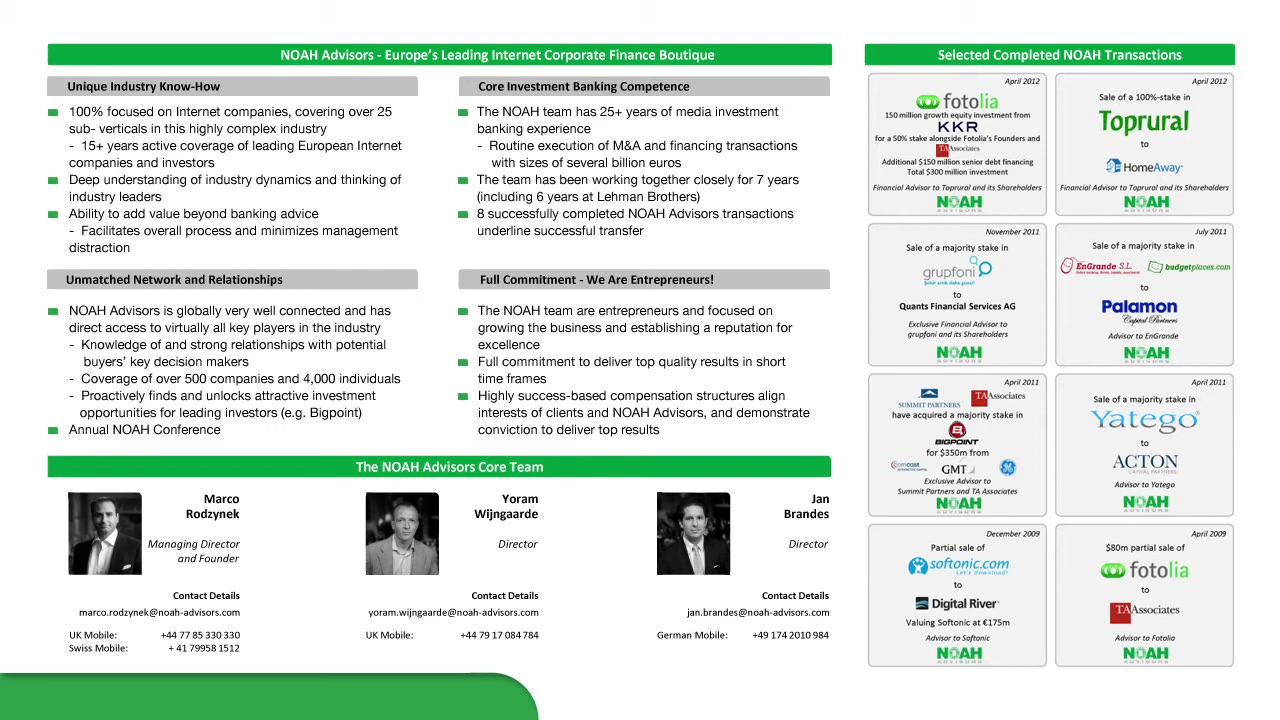 NOAH Advisors - Europe's Leading Internet Corporate Finance Boutique
Unique Industry Know-How
100% focused on Internet companies, covering over 25
sub- verticals in this highly complex industry
- 15+ years active coverage of leading European Internet
companies and investors
Deep understanding of industry dynamics and thinking of
industry leaders
Ability to add value beyond banking advice
- Facilitates overall process and minimizes management
distraction
Core Investment Banking Competence
The NOAH team has 25+ years of media investment
banking experience
- Routine execution of M&A and financing transactions
with sizes of several billion euros
The team has been working together closely for 7 years
(including 6 years at Lehman Brothers)
8 successfully completed NOAH Advisors transactions
underline successful transfer
Unmatched Network and Relationships
NOAH Advisors is globally very well connected and has
direct access to virtually all key players in the industry
- Knowledge of and strong relationships with potential
buyers' key decision makers
- Coverage of over 500 companies and 4,000 individuals
- Proactively finds and unlocks attractive investment
opportunities for leading investors (e.g. Bigpoint)
Annual NOAH Conference
Full Commitment - We Are Entrepreneurs!
The NOAH team are entrepreneurs and focused on
growing the business and establishing a reputation for
excellence
Full commitment to deliver top quality results in short
time frames
Highly success-based compensation structures align
interests of clients and NOAH Advisors, and demonstrate
conviction to deliver top results
The NOAH Advisors Core Team
Marco
Rodzynek
Managing Director
and Founder
Contact Details
marco.rodzynek@noah-advisors.com
UK Mobile: +44 77 85 330 330
Swiss Mobile: + 41 79958 1512
Yoram
Wijngaarde
Director
Contact Details
yoram.wijngaarde@noah-advisors.com
UK Mobile: +44 79 17 084 784
Jan
Brandes
Director
Contact Details
jan.brandes@noah-advisors.com
German Mobile: +49 174 2010 984
Selected Completed NOAH Transactions
April 2012
fotolia
150 million growth equity investment from
KKR
for a 50% stake alongside Fotolia's Founders and
TA Associates
Additional $150 million senior debt financing
Total $300 million investment
Financial Advisor to Toprural and its Shareholders
NOAH
ADVISORS
April 2012
Sale of a 100%-stake in
Toprural
to
HomeAway
Financial Advisor to Toprural and its Shareholders
NOAH
ADVISORS
November 2011
Sale of a majority stake in
grupfoni
to
Quants Financial Services AG
Exclusive Financial Advisor to
grupfoni and its Shareholders
NOAH
ADVISORS
July 2011
Sale of a majority stake in
EnGrande S.L. budgetplaces.com
to
Palamon
Capital Partners
Advisor to EnGrande
NOAH
ADVISORS
April 2011
SUMMIT PARTNERS TA Associates
have acquired a majority stake in
BIGPOINT
for $350m from
comcast GMT GE
Exclusive Advisor to
Summit Partners and TA Associates
NOAH
ADVISORS
April 2011
Sale of a majority stake in
Yatego
to
ACTON
CAPITAL PARTNERS
Advisor to Yatego
NOAH
ADVISORS
December 2009
Partial sale of
softonic.com
Let's download!
to
Digital River
Valuing Softonic at €175m
Advisor to Softonic
NOAH
ADVISORS
April 2009
$80m partial sale of
fotolia
to
TA Associates
Advisor to Fotolia
NOAH
ADVISORS